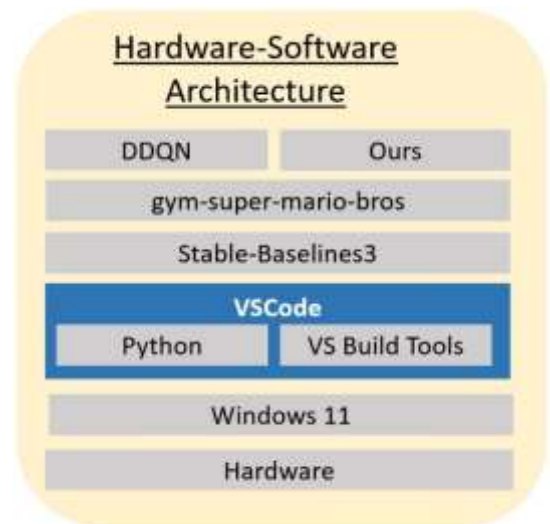 Hardware-Software
Architecture
DDQN Ours
gym-super-mario-bros
Stable-Baselines3
VSCode
Python VS Build Tools
Windows 11
Hardware